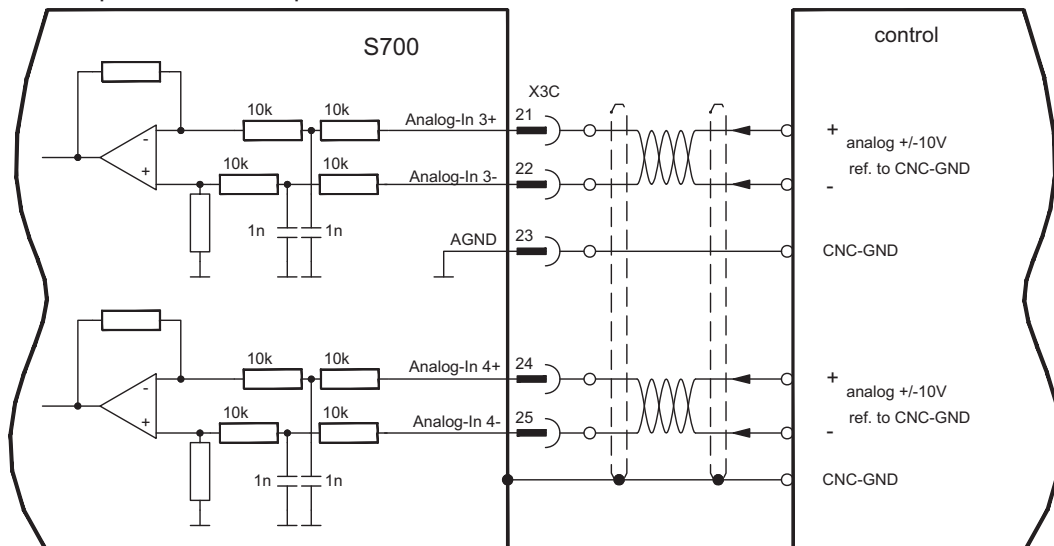 S700
control
X3C
10k
10k
Analog-In 3+
21
+
-
analog +/-10V
10k
10k
Analog-In 3-
22
ref. to CNC-GND
+
-
1n
1n
AGND
23
CNC-GND
10k
10k
Analog-In 4+
24
+
-
analog +/-10V
10k
10k
Analog-In 4-
25
ref. to CNC-GND
+
-
1n
1n
CNC-GND